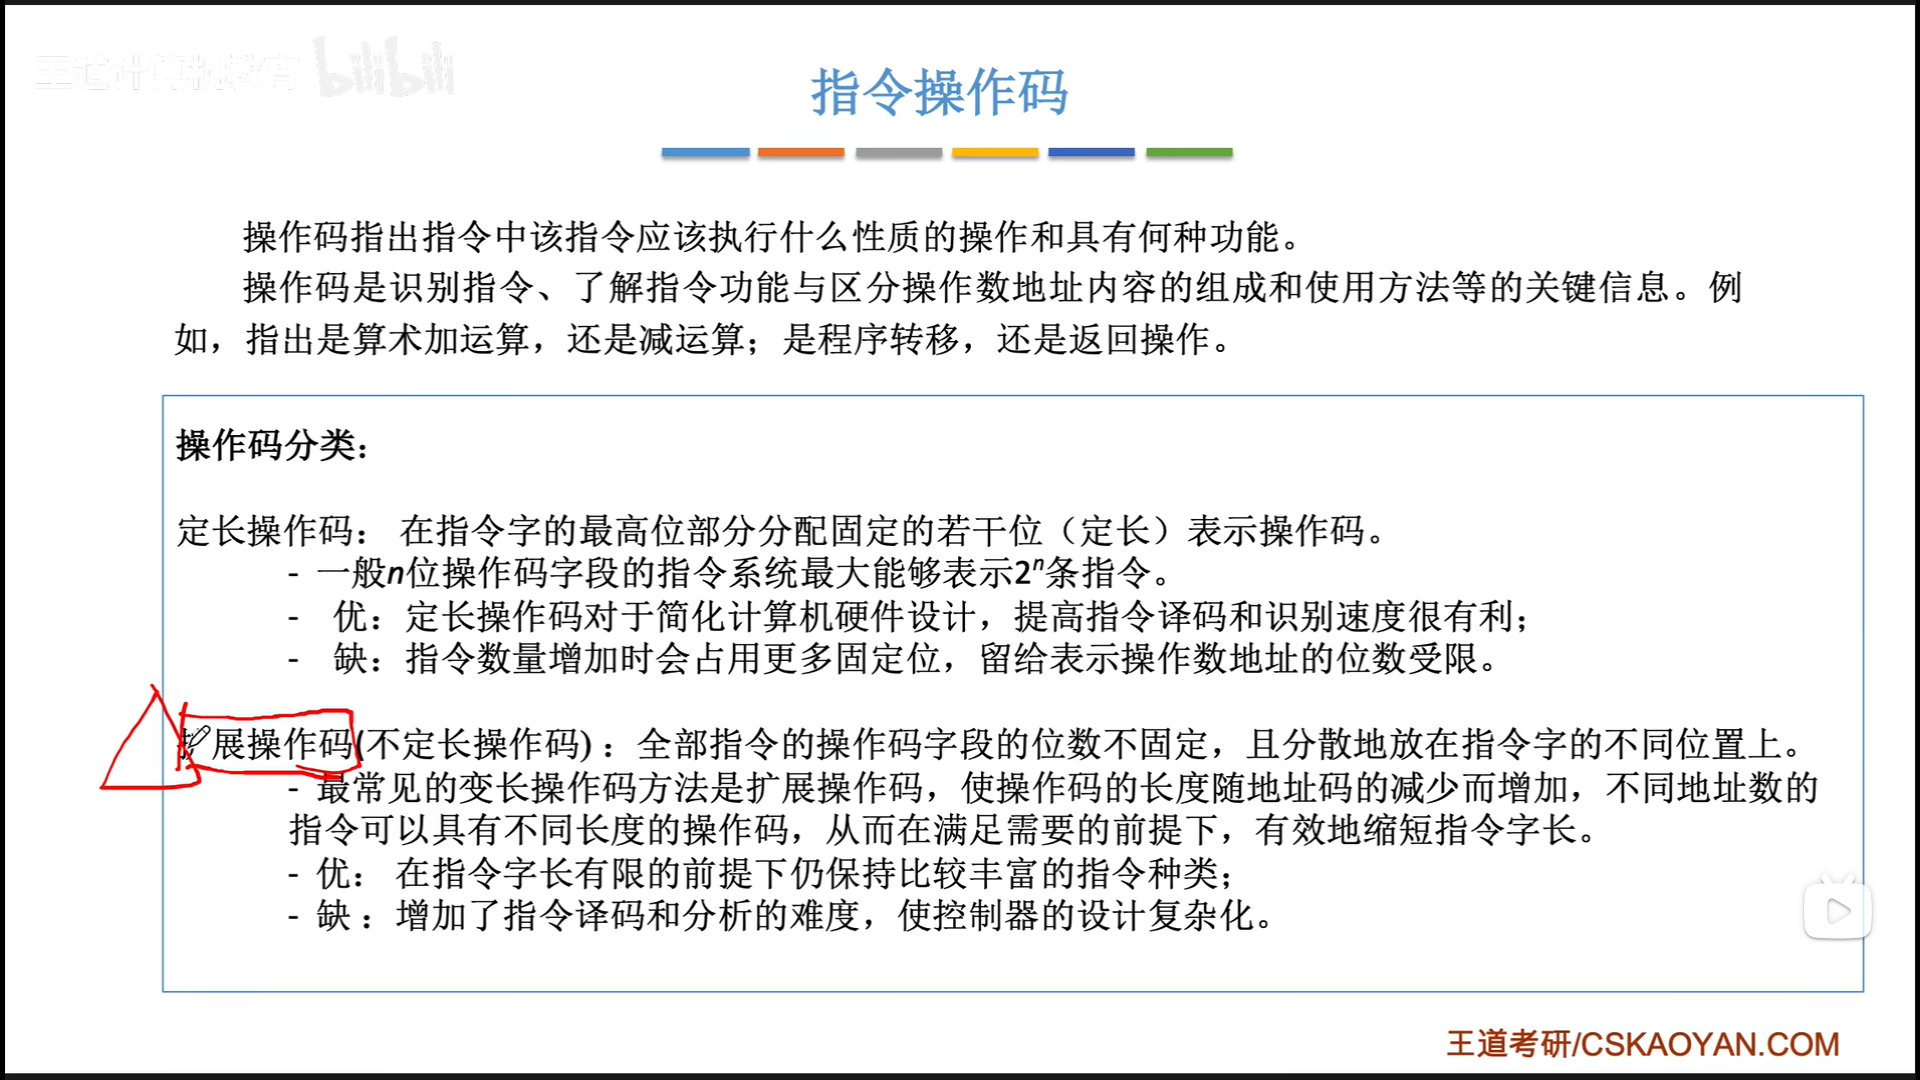 王道计算机教育 bilibili
指令操作码
操作码指出指令中该指令应该执行什么性质的操作和具有何种功能。
操作码是识别指令、了解指令功能与区分操作数地址内容的组成和使用方法等的关键信息。例
如，指出是算术加运算，还是减运算；是程序转移，还是返回操作。
操作码分类：
定长操作码： 在指令字的最高位部分分配固定的若干位（定长）表示操作码。
- 一般n位操作码字段的指令系统最大能够表示2ⁿ条指令。
- 优：定长操作码对于简化计算机硬件设计，提高指令译码和识别速度很有利；
- 缺：指令数量增加时会占用更多固定位，留给表示操作数地址的位数受限。
扩展操作码(不定长操作码)：全部指令的操作码字段的位数不固定，且分散地放在指令字的不同位置上。
- 最常见的变长操作码方法是扩展操作码，使操作码的长度随地址码的减少而增加，不同地址数的
指令可以具有不同长度的操作码，从而在满足需要的前提下，有效地缩短指令字长。
- 优： 在指令字长有限的前提下仍保持比较丰富的指令种类；
- 缺：增加了指令译码和分析的难度，使控制器的设计复杂化。
王道考研/CSKAOYAN.COM